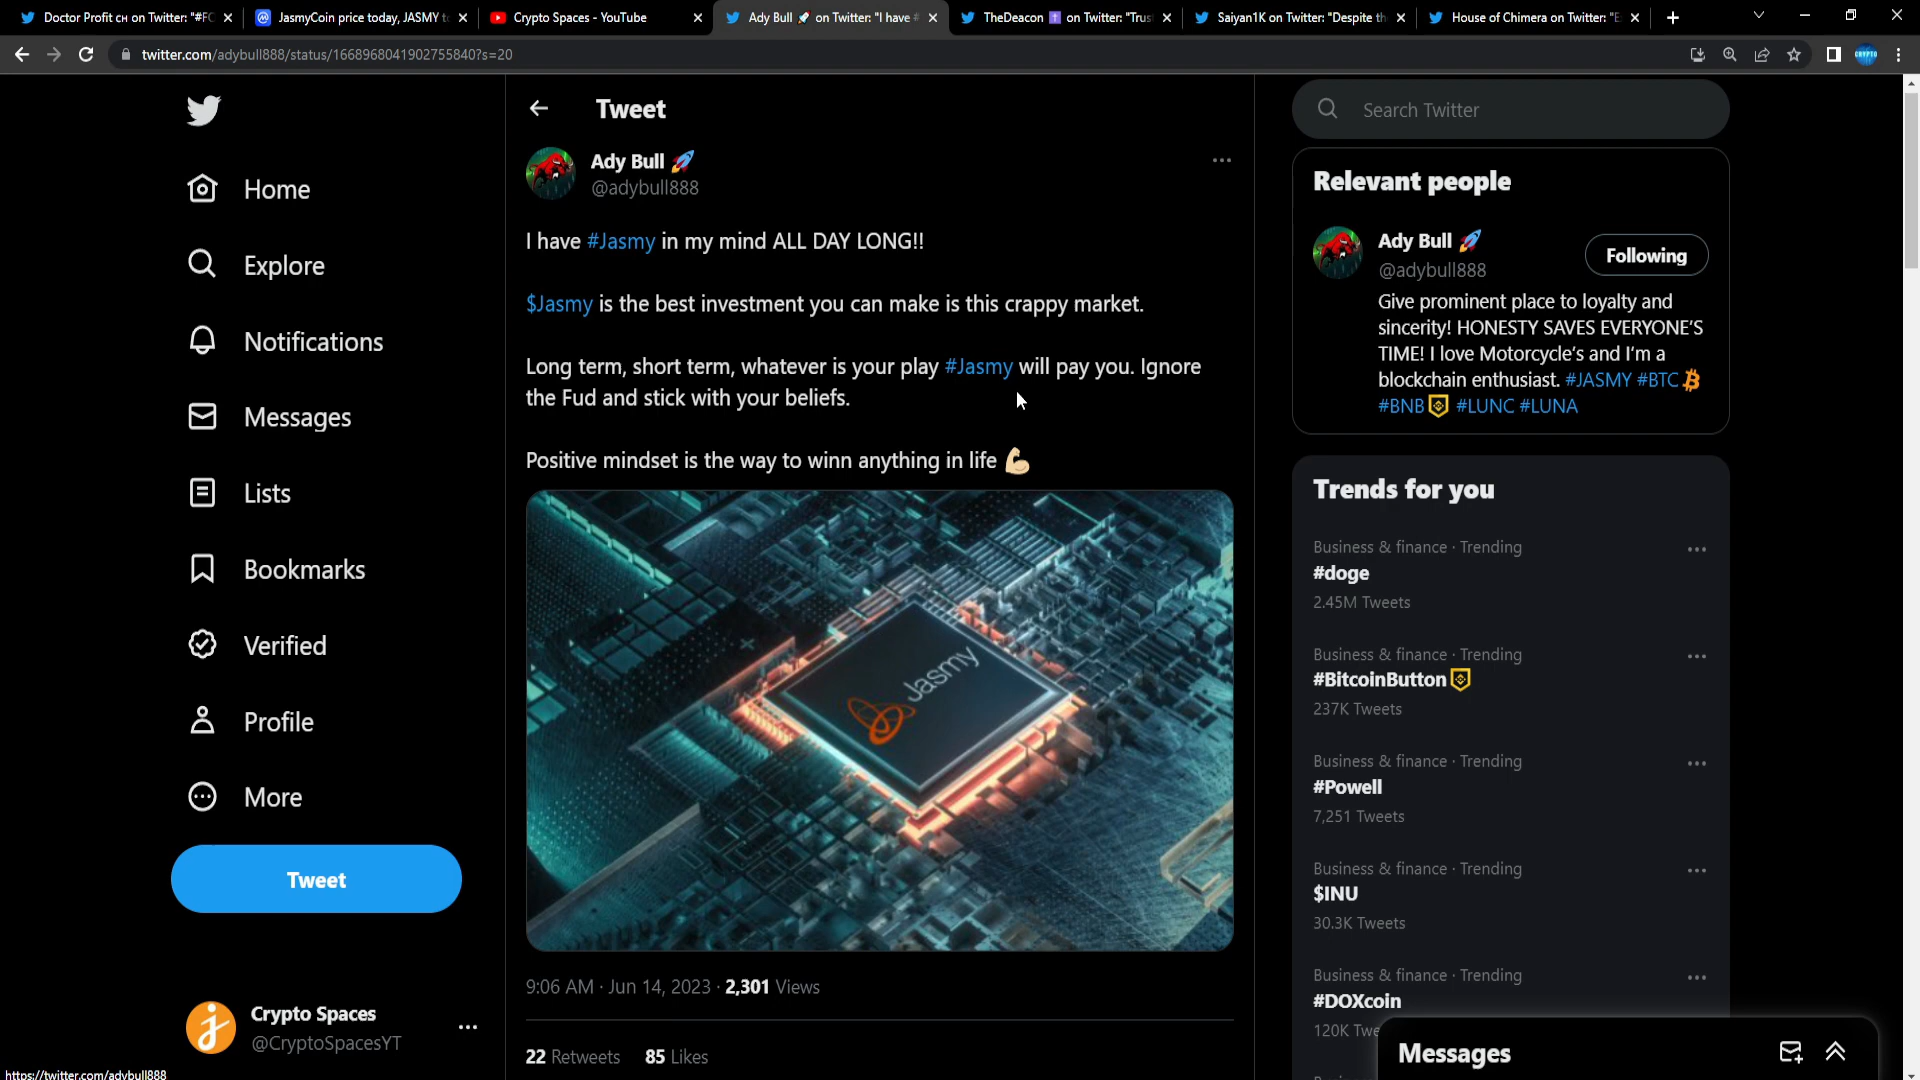 Doctor Profit CH on Twitter: "#FC
JasmyCoin price today, JASMY to
Crypto Spaces - YouTube
Ady Bull 🚀 on Twitter: "I have #
TheDeacon ✝️ on Twitter: "Trus
Saiyan1K on Twitter: "Despite th
House of Chimera on Twitter: "E
twitter.com/adybull888/status/1668968041902755840?s=20
CRYPTO
Home
Explore
Notifications
Messages
Lists
Bookmarks
Verified
Profile
More
Tweet
Crypto Spaces
@CryptoSpacesYT
https://twitter.com/adybull888
Tweet
Ady Bull 🚀
@adybull888
I have #Jasmy in my mind ALL DAY LONG!!
$Jasmy is the best investment you can make is this crappy market.
Long term, short term, whatever is your play #Jasmy will pay you. Ignore
the Fud and stick with your beliefs.
Positive mindset is the way to winn anything in life 💪🏼
Jasmy
9:06 AM · Jun 14, 2023 · 2,301 Views
22 Retweets 85 Likes
Search Twitter
Relevant people
Ady Bull 🚀
@adybull888
Following
Give prominent place to loyalty and
sincerity! HONESTY SAVES EVERYONE'S
TIME! I love Motorcycle's and I'm a
blockchain enthusiast. #JASMY #BTC
#BNB #LUNC #LUNA
Trends for you
Business & finance · Trending
#doge
2.45M Tweets
Business & finance · Trending
#BitcoinButton
237K Tweets
Business & finance · Trending
#Powell
7,251 Tweets
Business & finance · Trending
$INU
30.3K Tweets
Business & finance · Trending
#DOXcoin
120K Twe
Messages